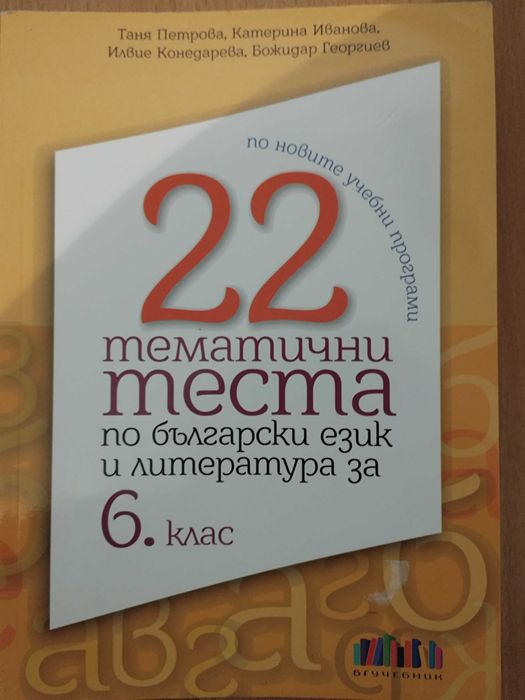 Таня Петрова, Катерина Иванова,
Илвие Конедарева, Божидар Георгиев
по новите учебни програми
22
тематични
теста
по български език
и литература за
6. клас
БГУЧЕБНИК